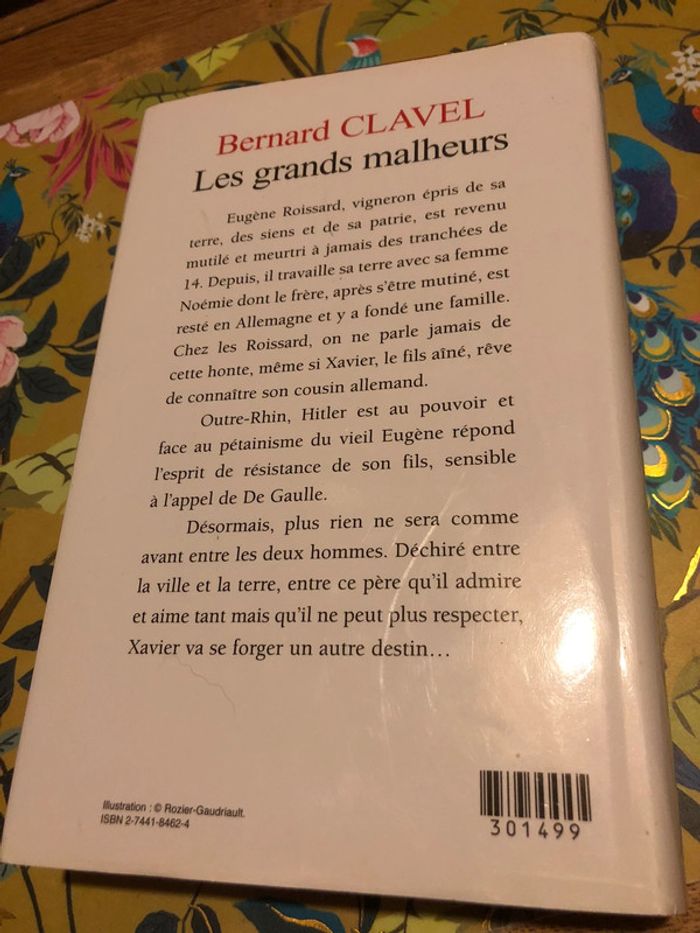 Bernard CLAVEL
Les grands malheurs
Eugène Roissard, vigneron épris de sa
terre, des siens et de sa patrie, est revenu
mutilé et meurtri à jamais des tranchées de
14. Depuis, il travaille sa terre avec sa femme
Noémie dont le frère, après s'être mutiné, est
resté en Allemagne et y a fondé une famille.
Chez les Roissard, on ne parle jamais de
cette honte, même si Xavier, le fils aîné, rêve
de connaître son cousin allemand.
Outre-Rhin, Hitler est au pouvoir et
face au pétainisme du vieil Eugène répond
l'esprit de résistance de son fils, sensible
à l'appel de De Gaulle.
Désormais, plus rien ne sera comme
avant entre les deux hommes. Déchiré entre
la ville et la terre, entre ce père qu'il admire
et aime tant mais qu'il ne peut plus respecter,
Xavier va se forger un autre destin…
Illustration : © Rozier-Gaudriault.
ISBN 2-7441-8462-4
301499